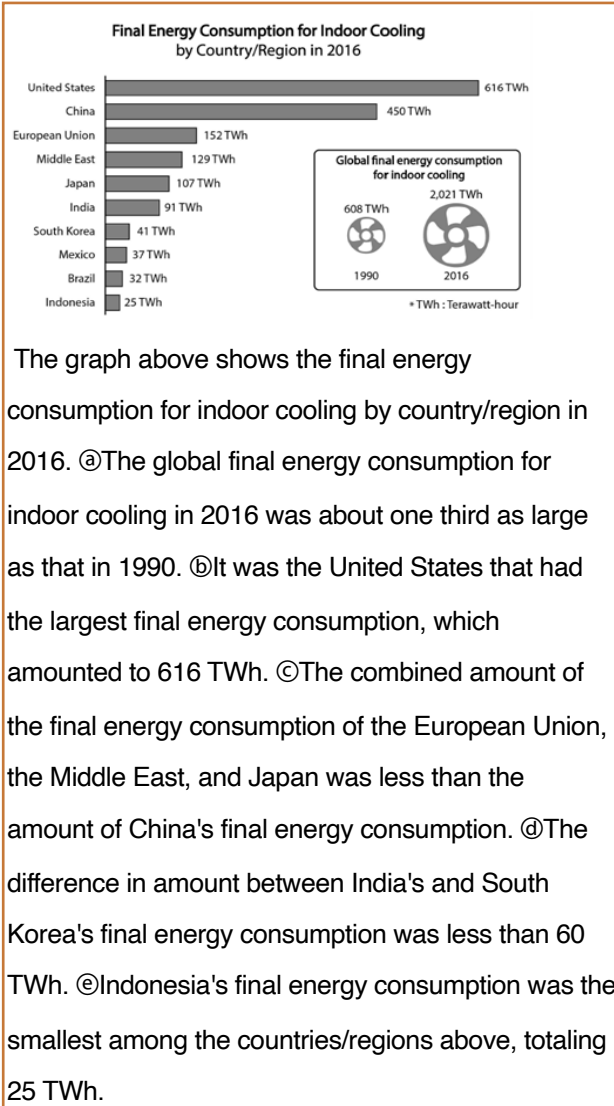 Final Energy Consumption for Indoor Cooling
by Country/Region in 2016
United States 616 TWh
China 450 TWh
European Union 152 TWh
Middle East 129 TWh
Japan 107 TWh
India 91 TWh
South Korea 41 TWh
Mexico 37 TWh
Brazil 32 TWh
Indonesia 25 TWh
Global final energy consumption
for indoor cooling
2,021 TWh
608 TWh
1990 2016
* TWh : Terawatt-hour
The graph above shows the final energy
consumption for indoor cooling by country/region in
2016. ⓐThe global final energy consumption for
indoor cooling in 2016 was about one third as large
as that in 1990. ⓑIt was the United States that had
the largest final energy consumption, which
amounted to 616 TWh. ⓒThe combined amount of
the final energy consumption of the European Union,
the Middle East, and Japan was less than the
amount of China's final energy consumption. ⓓThe
difference in amount between India's and South
Korea's final energy consumption was less than 60
TWh. ⓔIndonesia's final energy consumption was the
smallest among the countries/regions above, totaling
25 TWh.